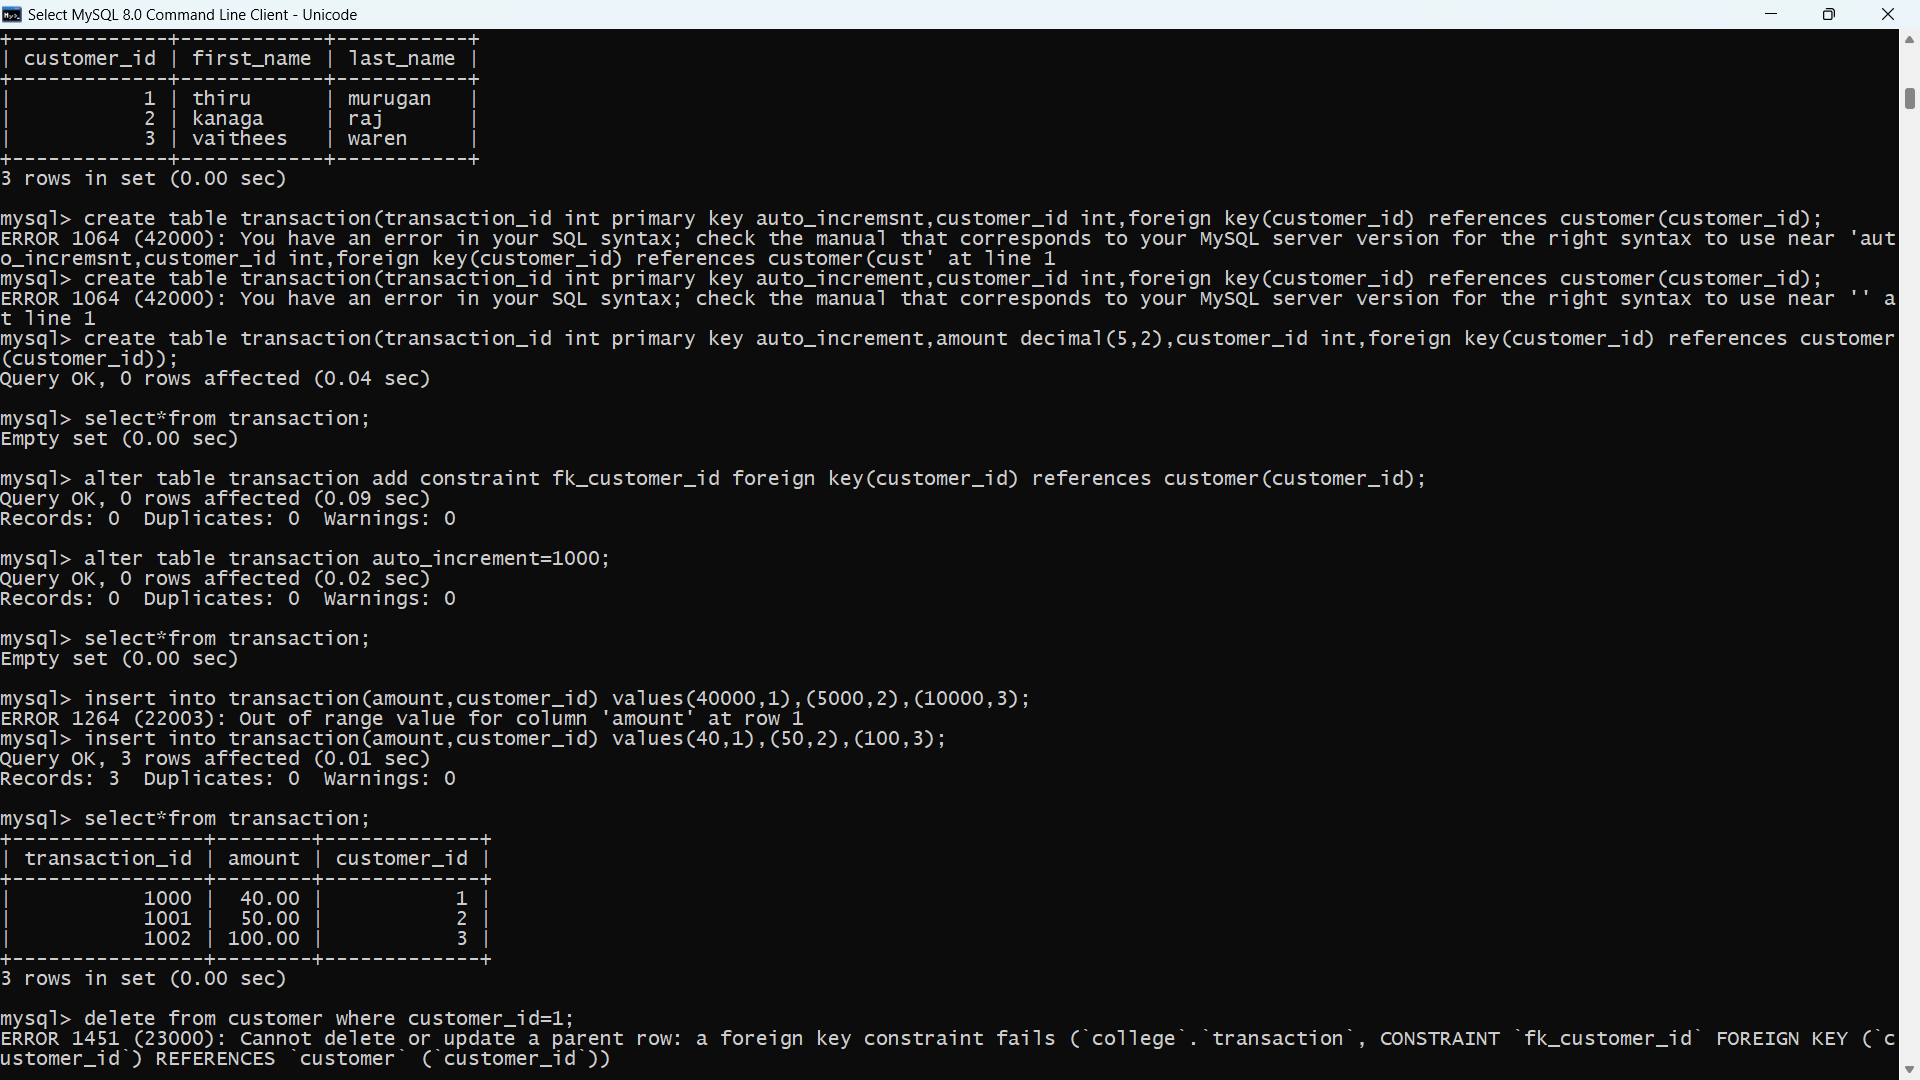 Select MySQL 8.0 Command Line Client - Unicode
+-------------+------------+-----------+
| customer_id | first_name | last_name |
+-------------+------------+-----------+
|           1 | thiru      | murugan   |
|           2 | kanaga     | raj       |
|           3 | vaithees   | waren     |
+-------------+------------+-----------+
3 rows in set (0.00 sec)
mysql> create table transaction(transaction_id int primary key auto_incremsnt,customer_id int,foreign key(customer_id) references customer(customer_id);
ERROR 1064 (42000): You have an error in your SQL syntax; check the manual that corresponds to your MySQL server version for the right syntax to use near 'aut
o_incremsnt,customer_id int,foreign key(customer_id) references customer(cust' at line 1
mysql> create table transaction(transaction_id int primary key auto_increment,customer_id int,foreign key(customer_id) references customer(customer_id);
ERROR 1064 (42000): You have an error in your SQL syntax; check the manual that corresponds to your MySQL server version for the right syntax to use near '' a
t line 1
mysql> create table transaction(transaction_id int primary key auto_increment,amount decimal(5,2),customer_id int,foreign key(customer_id) references customer
(customer_id));
Query OK, 0 rows affected (0.04 sec)
mysql> select*from transaction;
Empty set (0.00 sec)
mysql> alter table transaction add constraint fk_customer_id foreign key(customer_id) references customer(customer_id);
Query OK, 0 rows affected (0.09 sec)
Records: 0  Duplicates: 0  Warnings: 0
mysql> alter table transaction auto_increment=1000;
Query OK, 0 rows affected (0.02 sec)
Records: 0  Duplicates: 0  Warnings: 0
mysql> select*from transaction;
Empty set (0.00 sec)
mysql> insert into transaction(amount,customer_id) values(40000,1),(5000,2),(10000,3);
ERROR 1264 (22003): Out of range value for column 'amount' at row 1
mysql> insert into transaction(amount,customer_id) values(40,1),(50,2),(100,3);
Query OK, 3 rows affected (0.01 sec)
Records: 3  Duplicates: 0  Warnings: 0
mysql> select*from transaction;
+----------------+--------+-------------+
| transaction_id | amount | customer_id |
+----------------+--------+-------------+
|           1000 |  40.00 |           1 |
|           1001 |  50.00 |           2 |
|           1002 | 100.00 |           3 |
+----------------+--------+-------------+
3 rows in set (0.00 sec)
mysql> delete from customer where customer_id=1;
ERROR 1451 (23000): Cannot delete or update a parent row: a foreign key constraint fails (`college`.`transaction`, CONSTRAINT `fk_customer_id` FOREIGN KEY (`c
ustomer_id`) REFERENCES `customer` (`customer_id`))